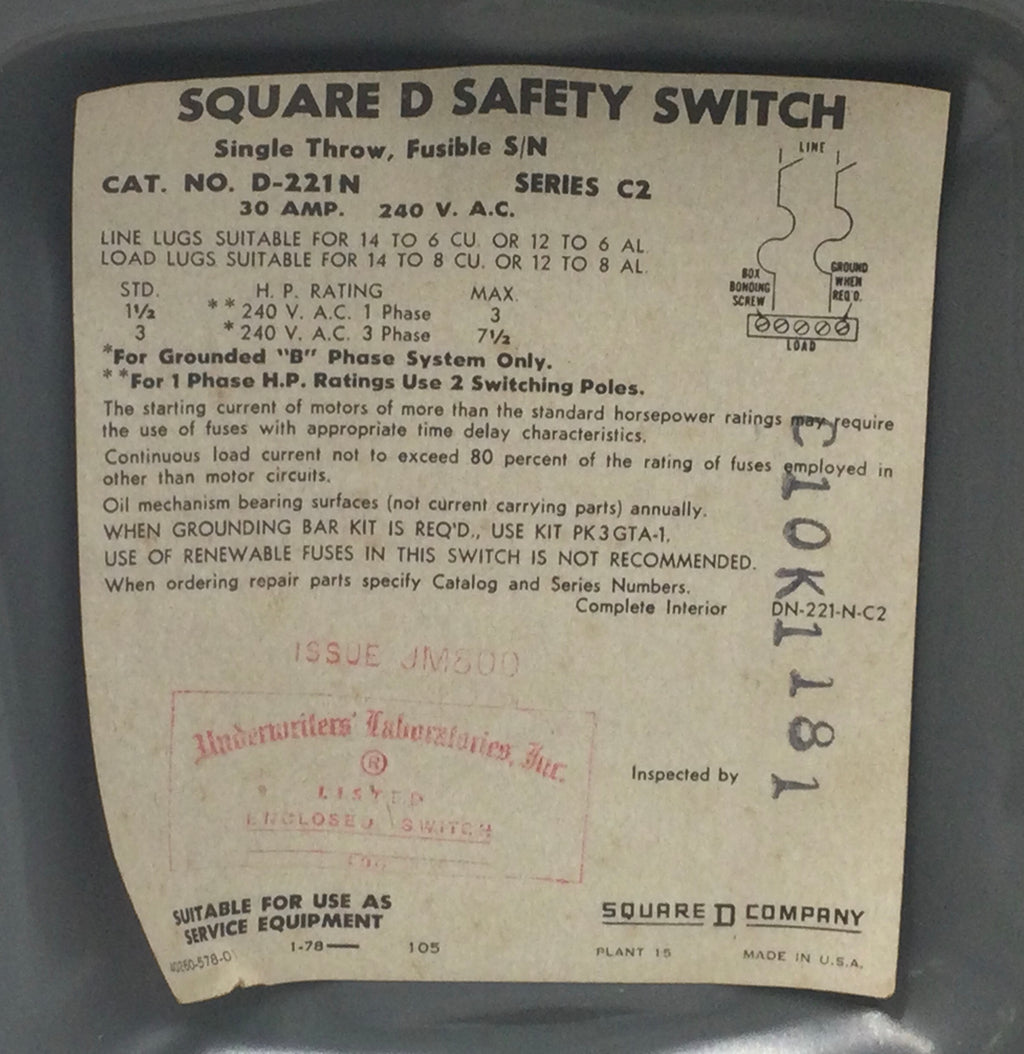 SQUARE D SAFETY SWITCH
Single Throw, Fusible S/N
CAT. NO. D-221N SERIES C2
30 AMP. 240 V. A.C.
LINE LUGS SUITABLE FOR 14 TO 6 CU. OR 12 TO 6 AL.
LOAD LUGS SUITABLE FOR 14 TO 8 CU. OR 12 TO 8 AL.
STD. H. P. RATING MAX.
1½ **240 V. A.C. 1 Phase 3
3 *240 V. A.C. 3 Phase 7½
*For Grounded "B" Phase System Only.
**For 1 Phase H.P. Ratings Use 2 Switching Poles.
LINE
BOX
BONDING
SCREW
GROUND
WHEN
REQ'D.
LOAD
The starting current of motors of more than the standard horsepower ratings may require
the use of fuses with appropriate time delay characteristics.
Continuous load current not to exceed 80 percent of the rating of fuses employed in
other than motor circuits.
Oil mechanism bearing surfaces (not current carrying parts) annually.
WHEN GROUNDING BAR KIT IS REQ'D., USE KIT PK3GTA-1.
USE OF RENEWABLE FUSES IN THIS SWITCH IS NOT RECOMMENDED.
When ordering repair parts specify Catalog and Series Numbers.
Complete Interior DN-221-N-C2
C10K1181
ISSUE JM800
Underwriters' Laboratories, Inc.
®
LISTED
ENCLOSED SWITCH
Inspected by
SUITABLE FOR USE AS
SERVICE EQUIPMENT
1-78 105
SQUARE D COMPANY
PLANT 15 MADE IN U.S.A.